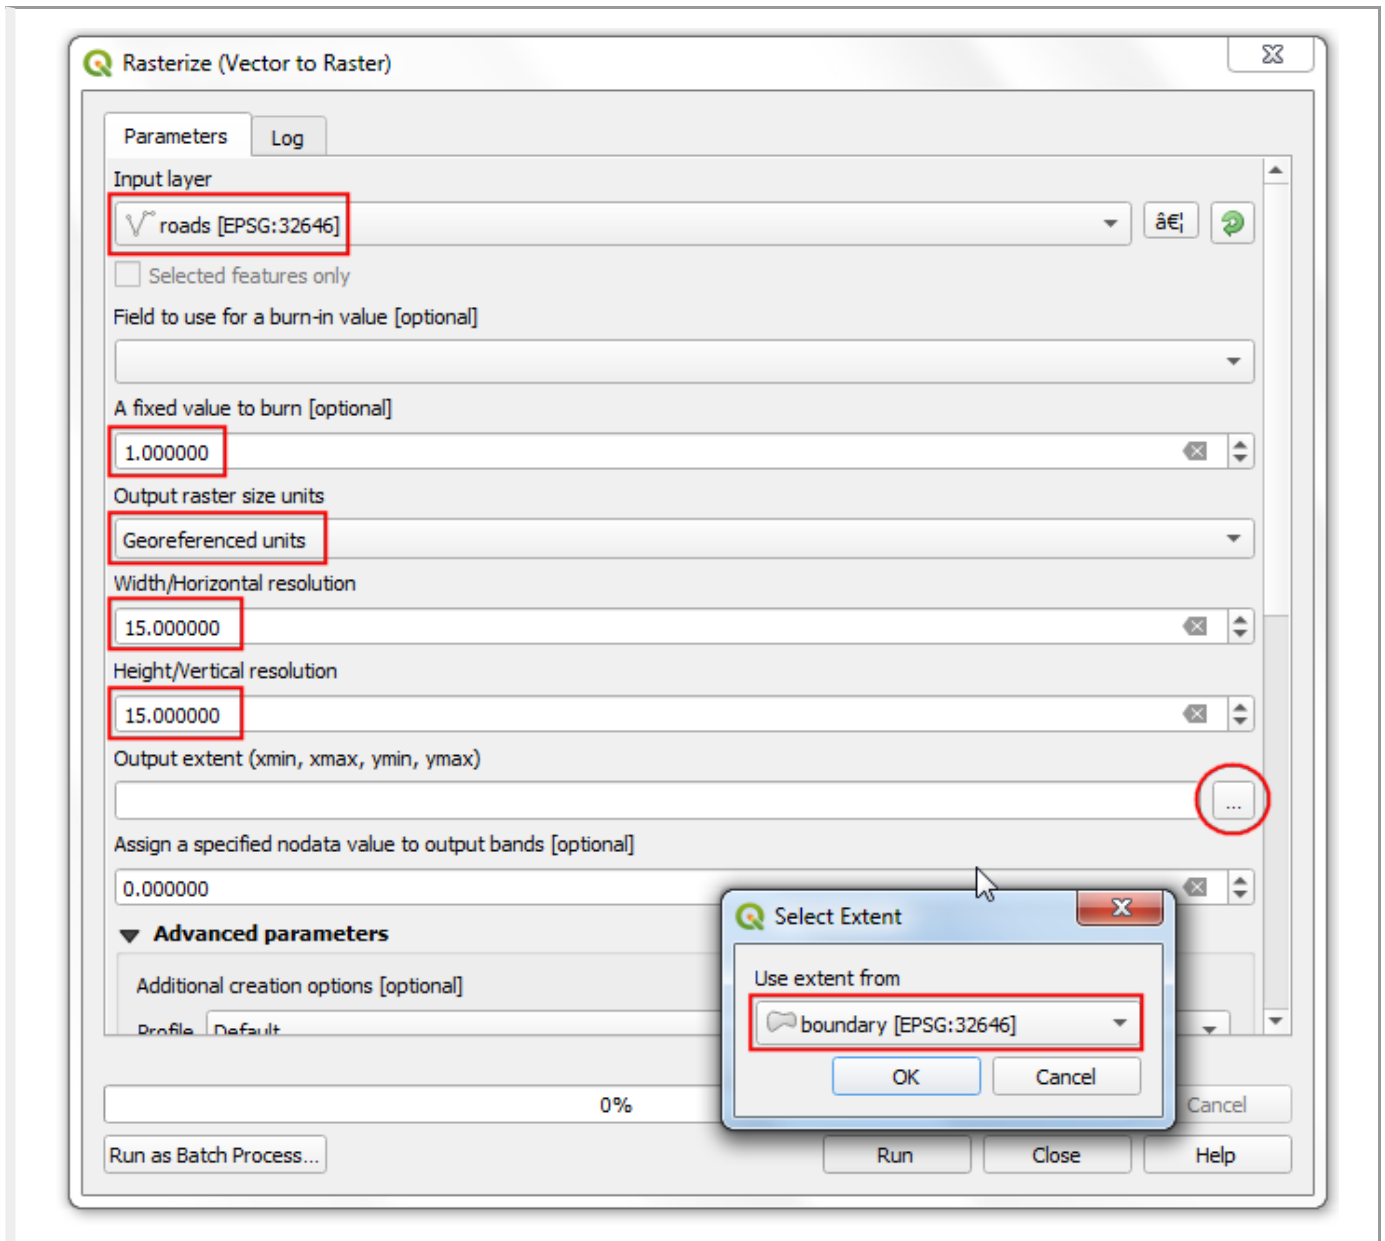 Rasterize (Vector to Raster)
Parameters Log
Input layer
roads [EPSG:32646]
â€¦
Selected features only
Field to use for a burn-in value [optional]
A fixed value to burn [optional]
1.000000
Output raster size units
Georeferenced units
Width/Horizontal resolution
15.000000
Height/Vertical resolution
15.000000
Output extent (xmin, xmax, ymin, ymax)
...
Assign a specified nodata value to output bands [optional]
0.000000
Advanced parameters
Additional creation options [optional]
Profile Default
Select Extent
Use extent from
boundary [EPSG:32646]
OK Cancel
0% Cancel
Run as Batch Process... Run Close Help